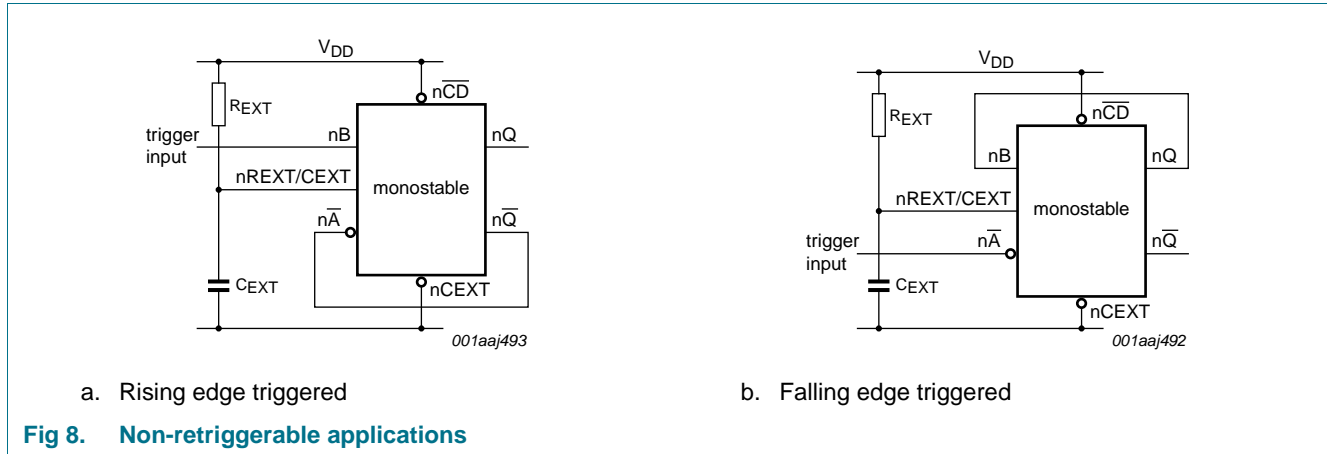 VDD
nC̅D̅
REXT
trigger
input
nB
nQ
nREXT/CEXT
monostable
nA̅
nQ̅
CEXT
nCEXT
001aaj493
VDD
nC̅D̅
REXT
nB
nQ
nREXT/CEXT
monostable
trigger
input
nA̅
nQ̅
CEXT
nCEXT
001aaj492
a. Rising edge triggered
b. Falling edge triggered
Fig 8. Non-retriggerable applications